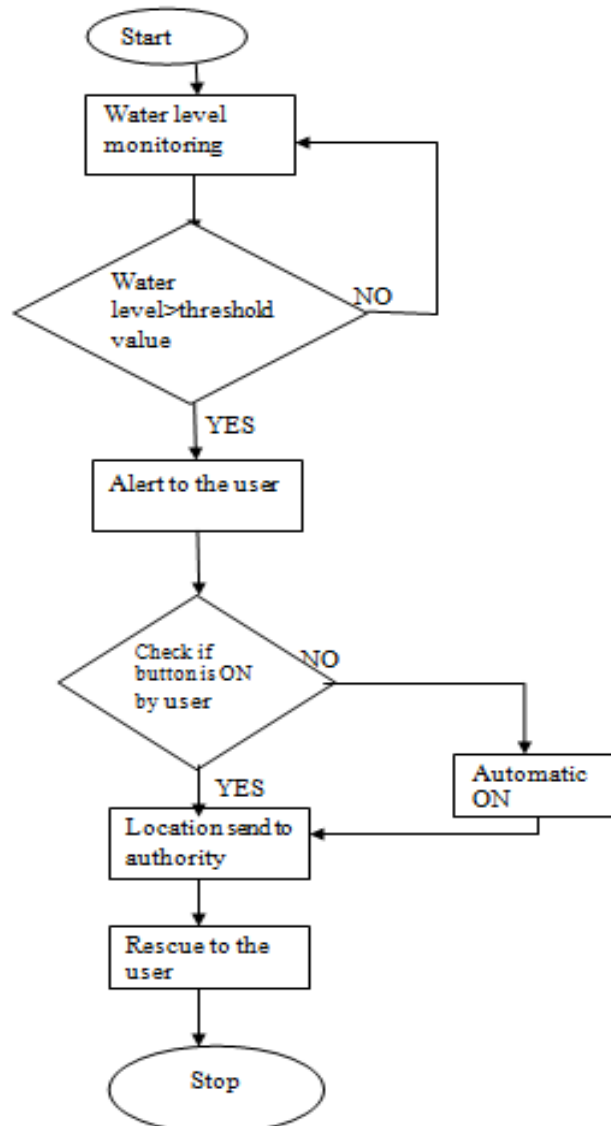 Start
Water level
monitoring
Water
level>threshold
value
NO
YES
Alert to the user
Check if
button is ON
by user
NO
YES
Automatic
ON
Location send to
authority
Rescue to the
user
Stop